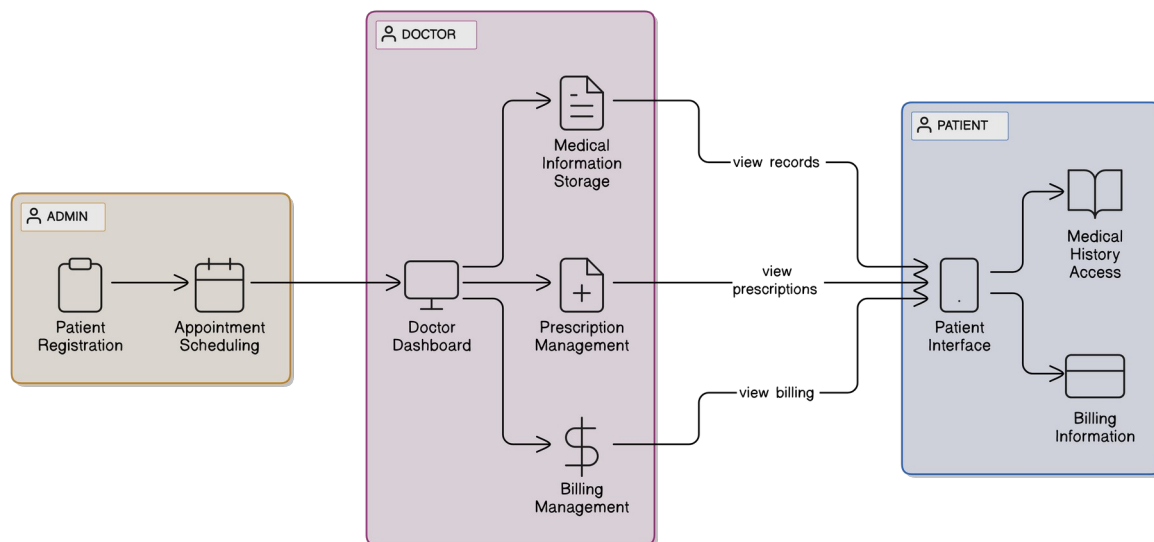 ADMIN
Patient
Registration
Appointment
Scheduling
DOCTOR
Doctor
Dashboard
Medical
Information
Storage
Prescription
Management
Billing
Management
view records
view
prescriptions
view billing
PATIENT
Patient
Interface
Medical
History
Access
Billing
Information